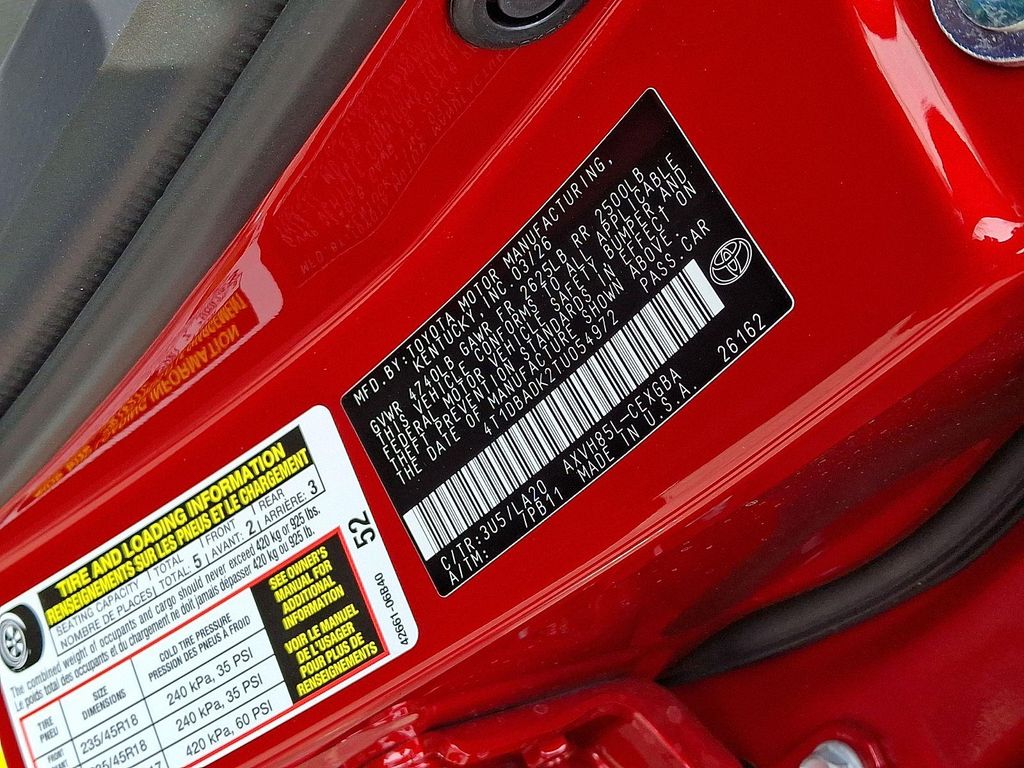 MFD.BY:TOYOTA MOTOR MANUFACTURING,
KENTUCKY, INC. 03/26
GVWR 4740LB GAWR FR 2625LB RR 2500LB
THIS VEHICLE CONFORMS TO ALL APPLICABLE
FEDERAL MOTOR VEHICLE SAFETY, BUMPER, AND
THEFT PREVENTION STANDARDS IN EFFECT ON
THE DATE OF MANUFACTURE SHOWN ABOVE.
4T1DBADK2TU054972 PASS.CAR
C/TR:3U5/LA20 AXVH85L-CEXGBA 26162
A/TM: /PB11 MADE IN U.S.A.
TIRE AND LOADING INFORMATION
RENSEIGNEMENTS SUR LES PNEUS ET LE CHARGEMENT
SEATING CAPACITY TOTAL 5 FRONT 2 REAR 3
NOMBRE DE PLACES TOTAL: AVANT: ARRIÈRE:
The combined weight of occupants and cargo should never exceed 420 kg or 925 lbs.
Le poids total des occupants et du chargement ne doit jamais dépasser 420 kg ou 925 lb.
TIRE
PNEU
SIZE
DIMENSIONS
COLD TIRE PRESSURE
PRESSION DES PNEUS À FROID
FRONT
235/45R18
240 kPa, 35 PSI
240 kPa, 35 PSI
420 kPa, 60 PSI
SEE OWNER'S
MANUAL FOR
ADDITIONAL
INFORMATION
VOIR LE MANUEL
DE L'USAGER
POUR PLUS DE
RENSEIGNEMENTS
52
42661-06B40